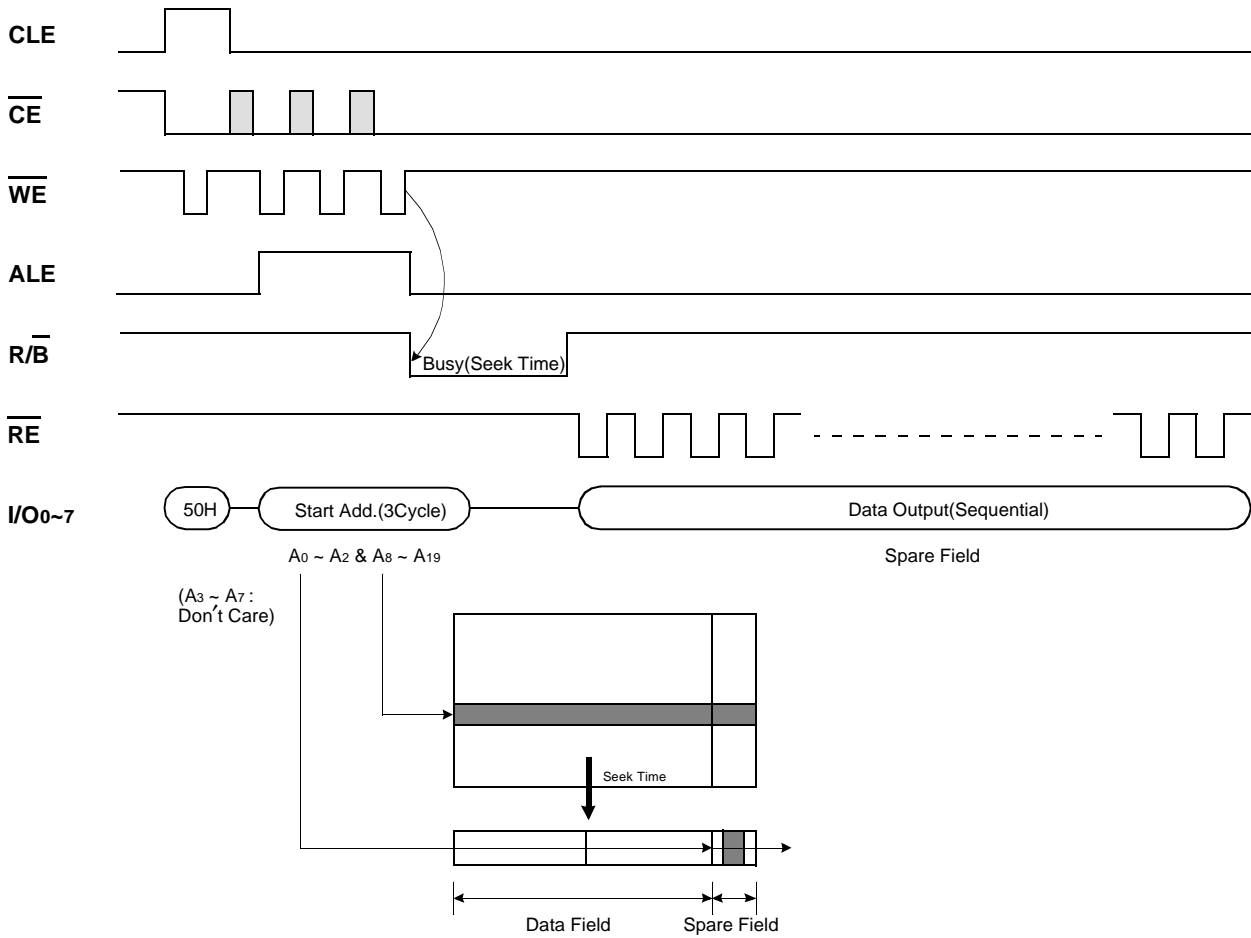 CLE
CE
WE
ALE
R/B
Busy(Seek Time)
RE
I/O0~7
50H
Start Add.(3Cycle)
Data Output(Sequential)
A0 ~ A2 & A8 ~ A19
Spare Field
(A3 ~ A7 :
Don't Care)
Seek Time
Data Field
Spare Field